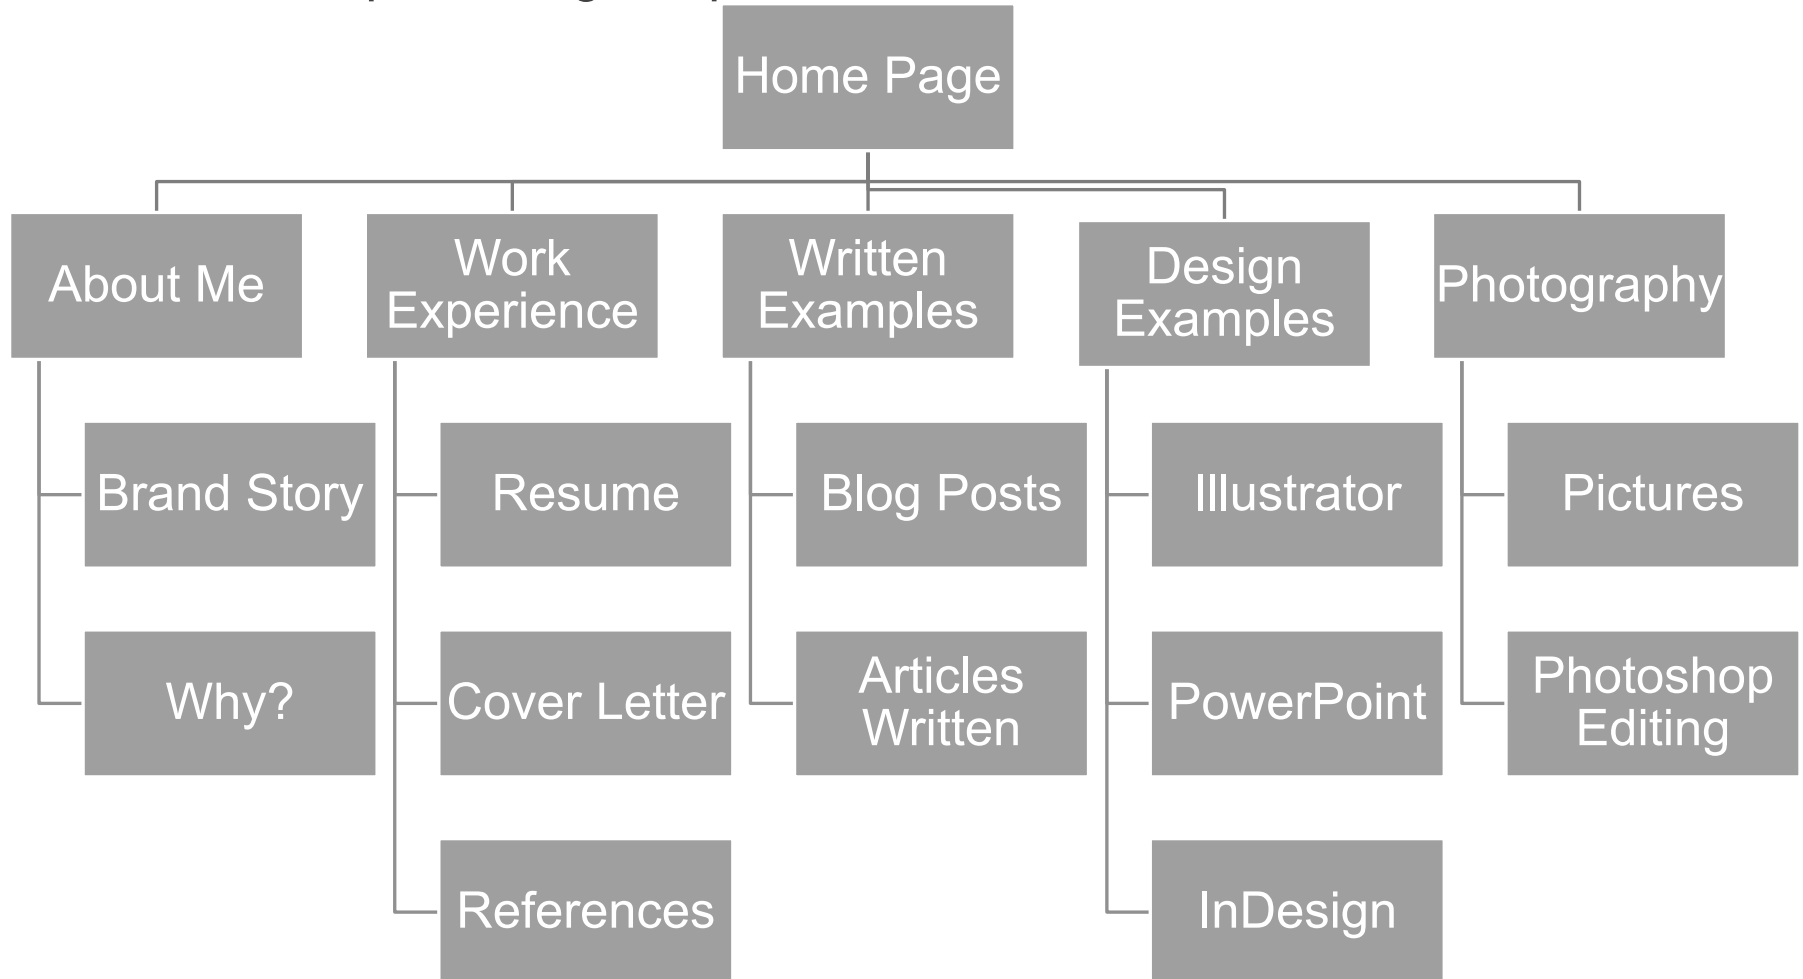 Home Page
About Me
Work
Experience
Written
Examples
Design
Examples
Photography
Brand Story
Resume
Blog Posts
Illustrator
Pictures
Why?
Cover Letter
Articles
Written
PowerPoint
Photoshop
Editing
References
InDesign